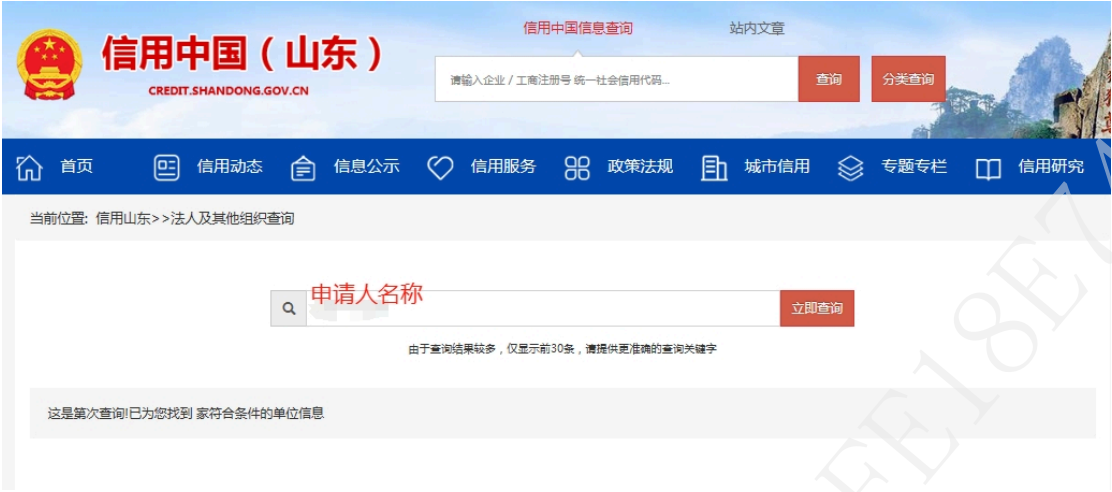 信用中国信息查询 站内文章
信用中国（山东）
CREDIT.SHANDONG.GOV.CN
请输入企业 / 工商注册号 统一社会信用代码...
查询
分类查询
首页 信用动态 信息公示 信用服务 政策法规 城市信用 专题专栏 信用研究
当前位置: 信用山东>>法人及其他组织查询
申请人名称
立即查询
由于查询结果较多，仅显示前30条，请提供更准确的查询关键字
这是第次查询!已为您找到 家符合条件的单位信息